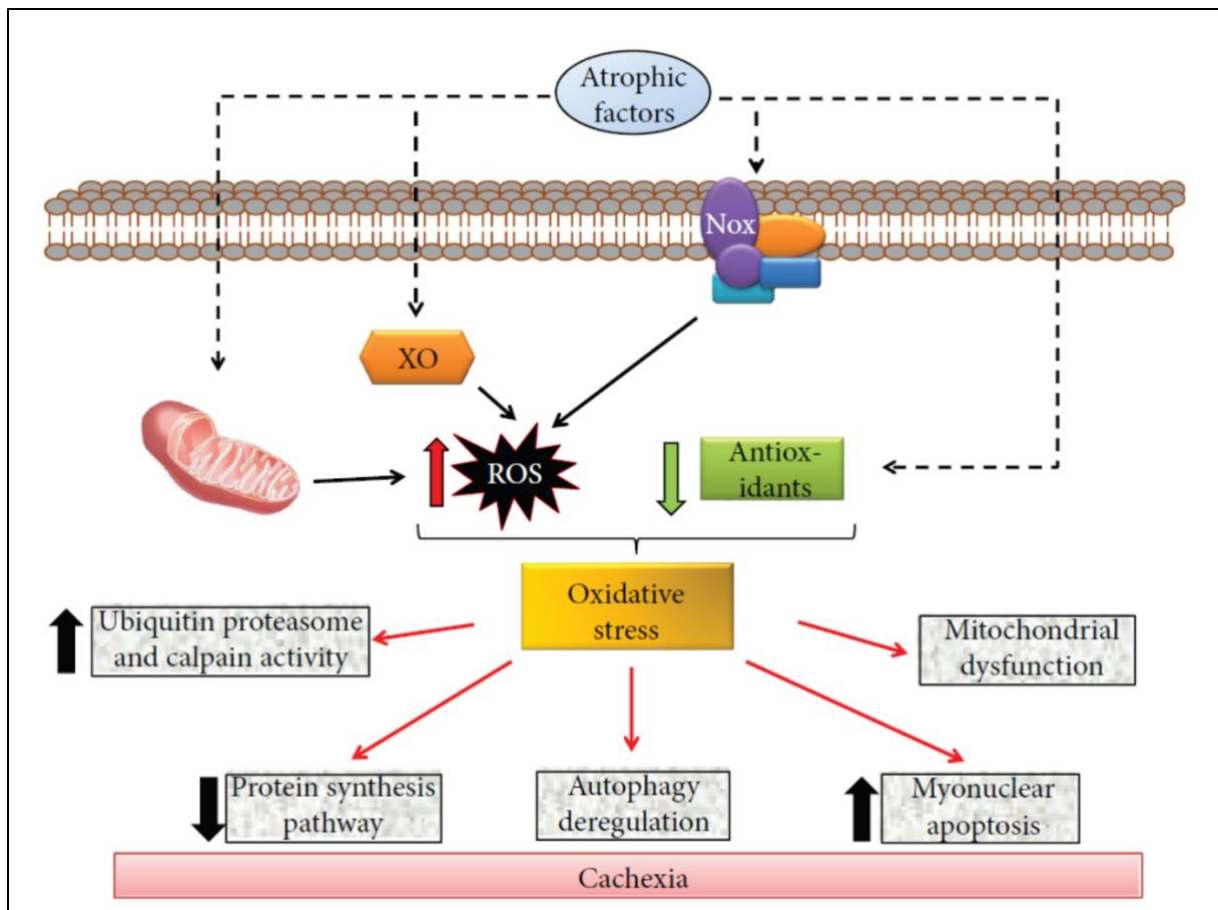 Atrophic
factors
Nox
XO
ROS
Antiox-
idants
Oxidative
stress
Ubiquitin proteasome
and calpain activity
Mitochondrial
dysfunction
Protein synthesis
pathway
Autophagy
deregulation
Myonuclear
apoptosis
Cachexia